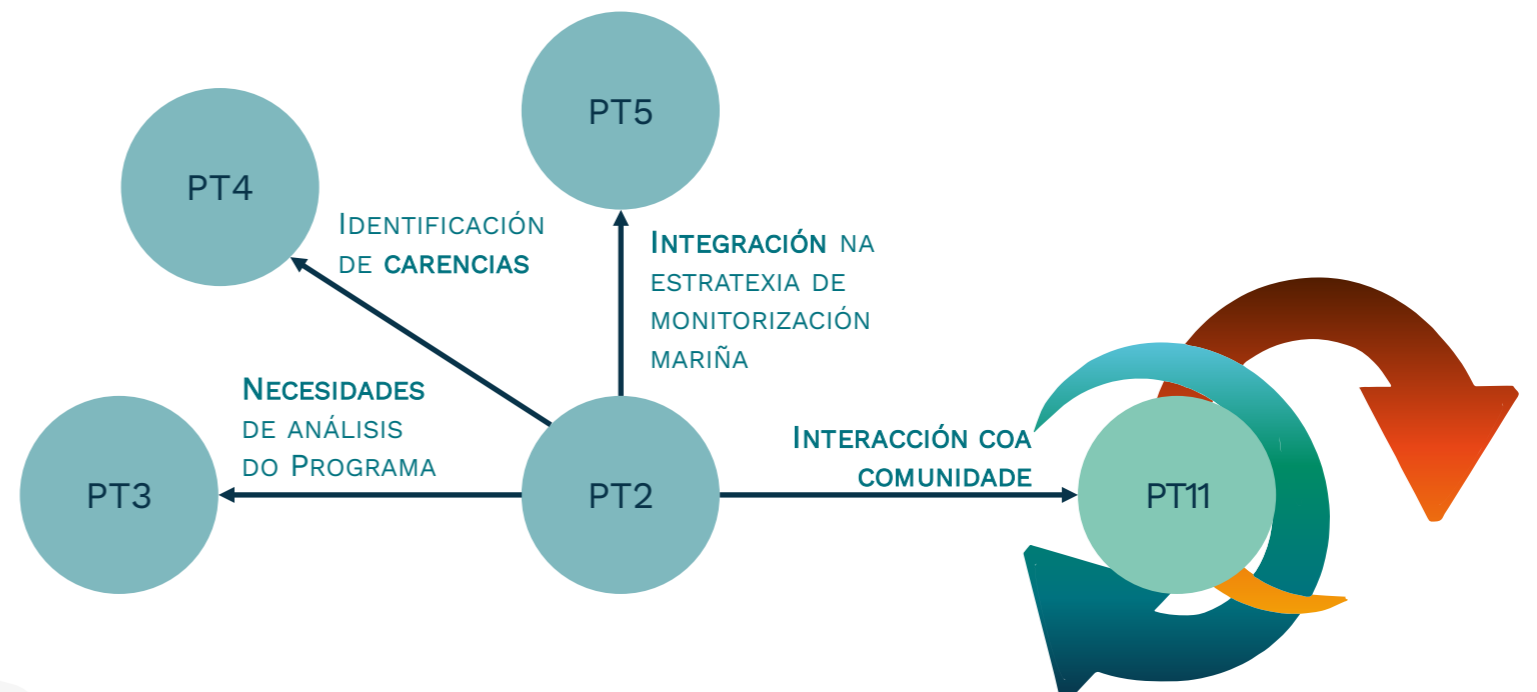 PT5
PT4
IDENTIFICACIÓN
DE CARENCIAS
INTEGRACIÓN NA
ESTRATEXIA DE
MONITORIZACIÓN
MARIÑA
NECESIDADES
DE ANÁLISIS
DO PROGRAMA
INTERACCIÓN COA
COMUNIDADE
PT3
PT2
PT11